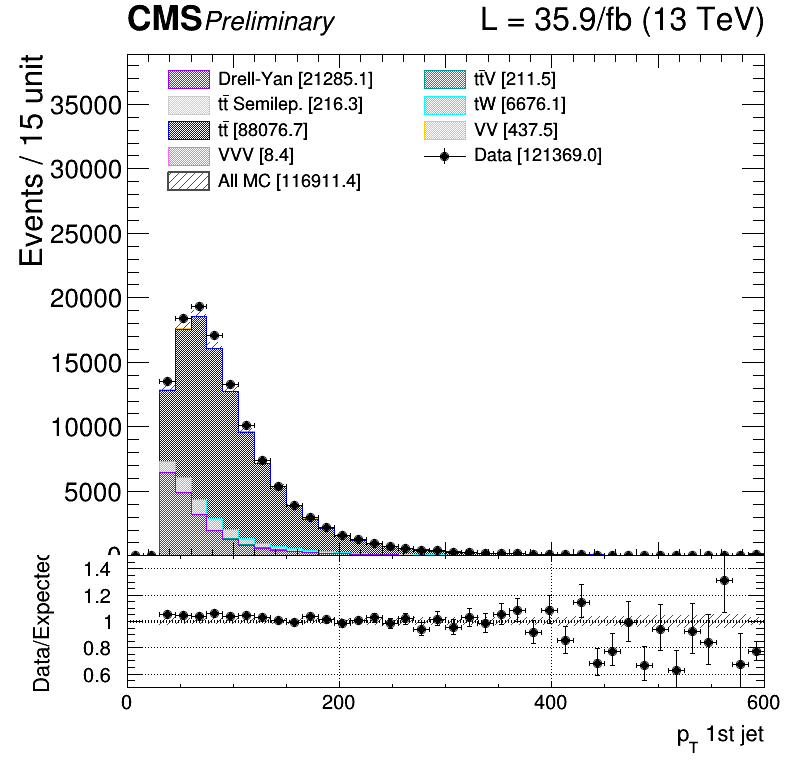 CMS Preliminary L = 35.9/fb (13 TeV)
Events / 15 unit
Drell-Yan [21285.1]
tt̄ Semilep. [216.3]
tt̄ [88076.7]
VVV [8.4]
All MC [116911.4]
tt̄V [211.5]
tW [6676.1]
VV [437.5]
Data [121369.0]
35000
30000
25000
20000
15000
10000
5000
0
Data/Expected
1.4
1.2
1
0.8
0.6
0 200 400 600
p_T 1st jet